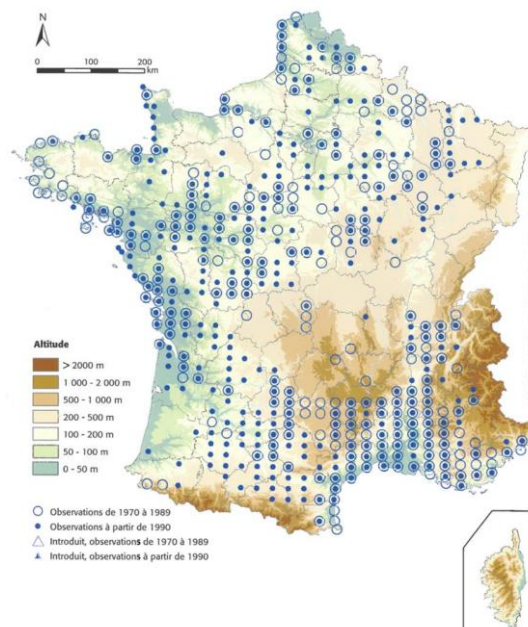 N
0 100 200
km
Altitude
> 2000 m
1 000 - 2 000 m
500 - 1 000 m
200 - 500 m
100 - 200 m
50 - 100 m
0 - 50 m
Observations de 1970 à 1989
Observations à partir de 1990
Introduit, observations de 1970 à 1989
Introduit, observations à partir de 1990